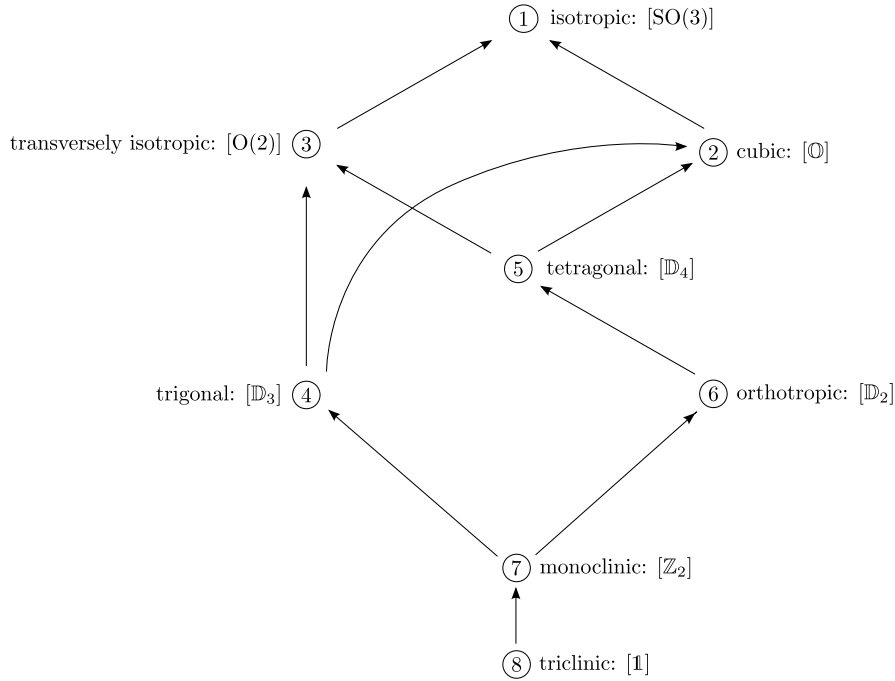 1 isotropic: [SO(3)]
transversely isotropic: [O(2)] 3
2 cubic: [𝕆]
5 tetragonal: [𝔻₄]
trigonal: [𝔻₃] 4
6 orthotropic: [𝔻₂]
7 monoclinic: [ℤ₂]
8 triclinic: [𝟙]